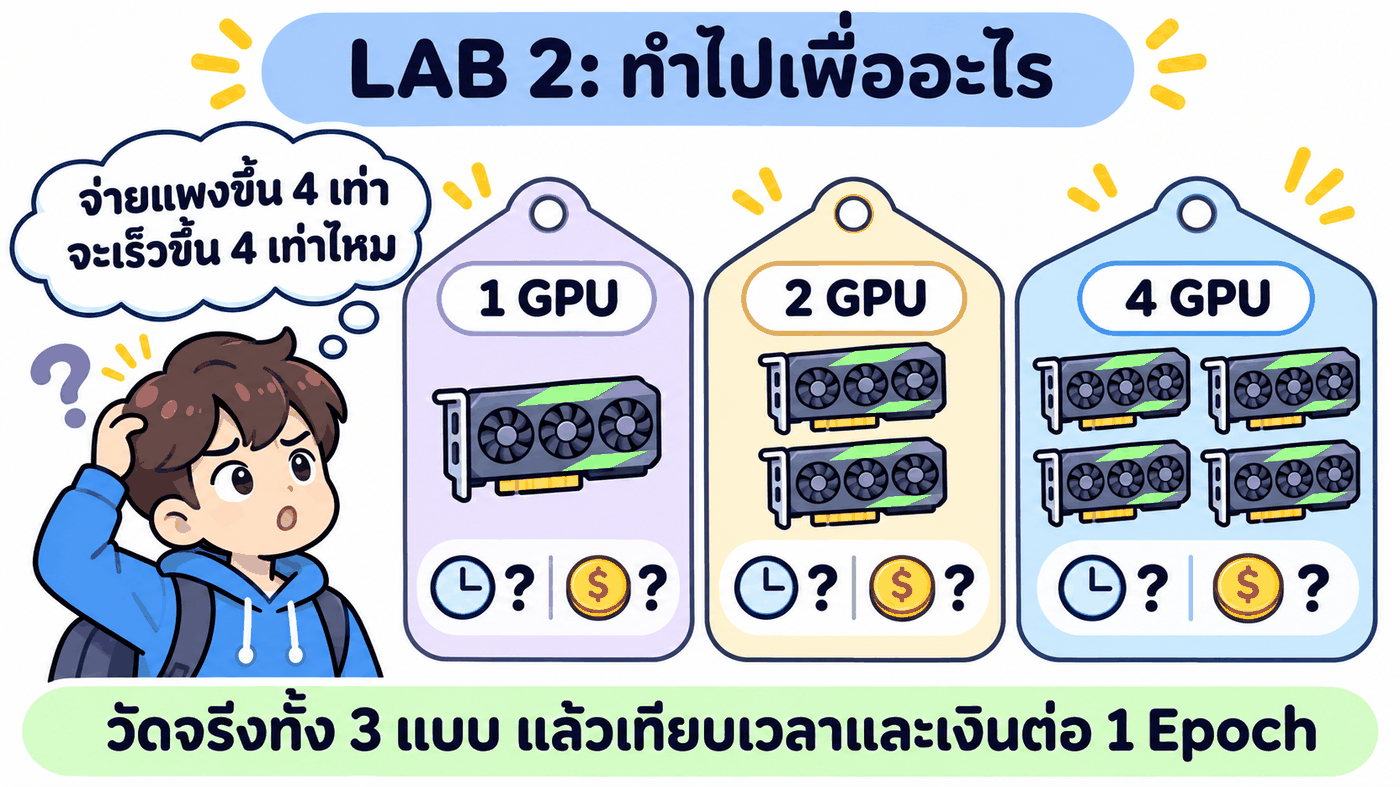 LAB 2: ทำไปเพื่ออะไร
จ่ายแพงขึ้น 4 เท่า
จะเร็วขึ้น 4 เท่าไหม
?
1 GPU
2 GPU
4 GPU
? $ ?
? $ ?
? $ ?
วัดจริงทั้ง 3 แบบ แล้วเทียบเวลาและเงินต่อ 1 Epoch